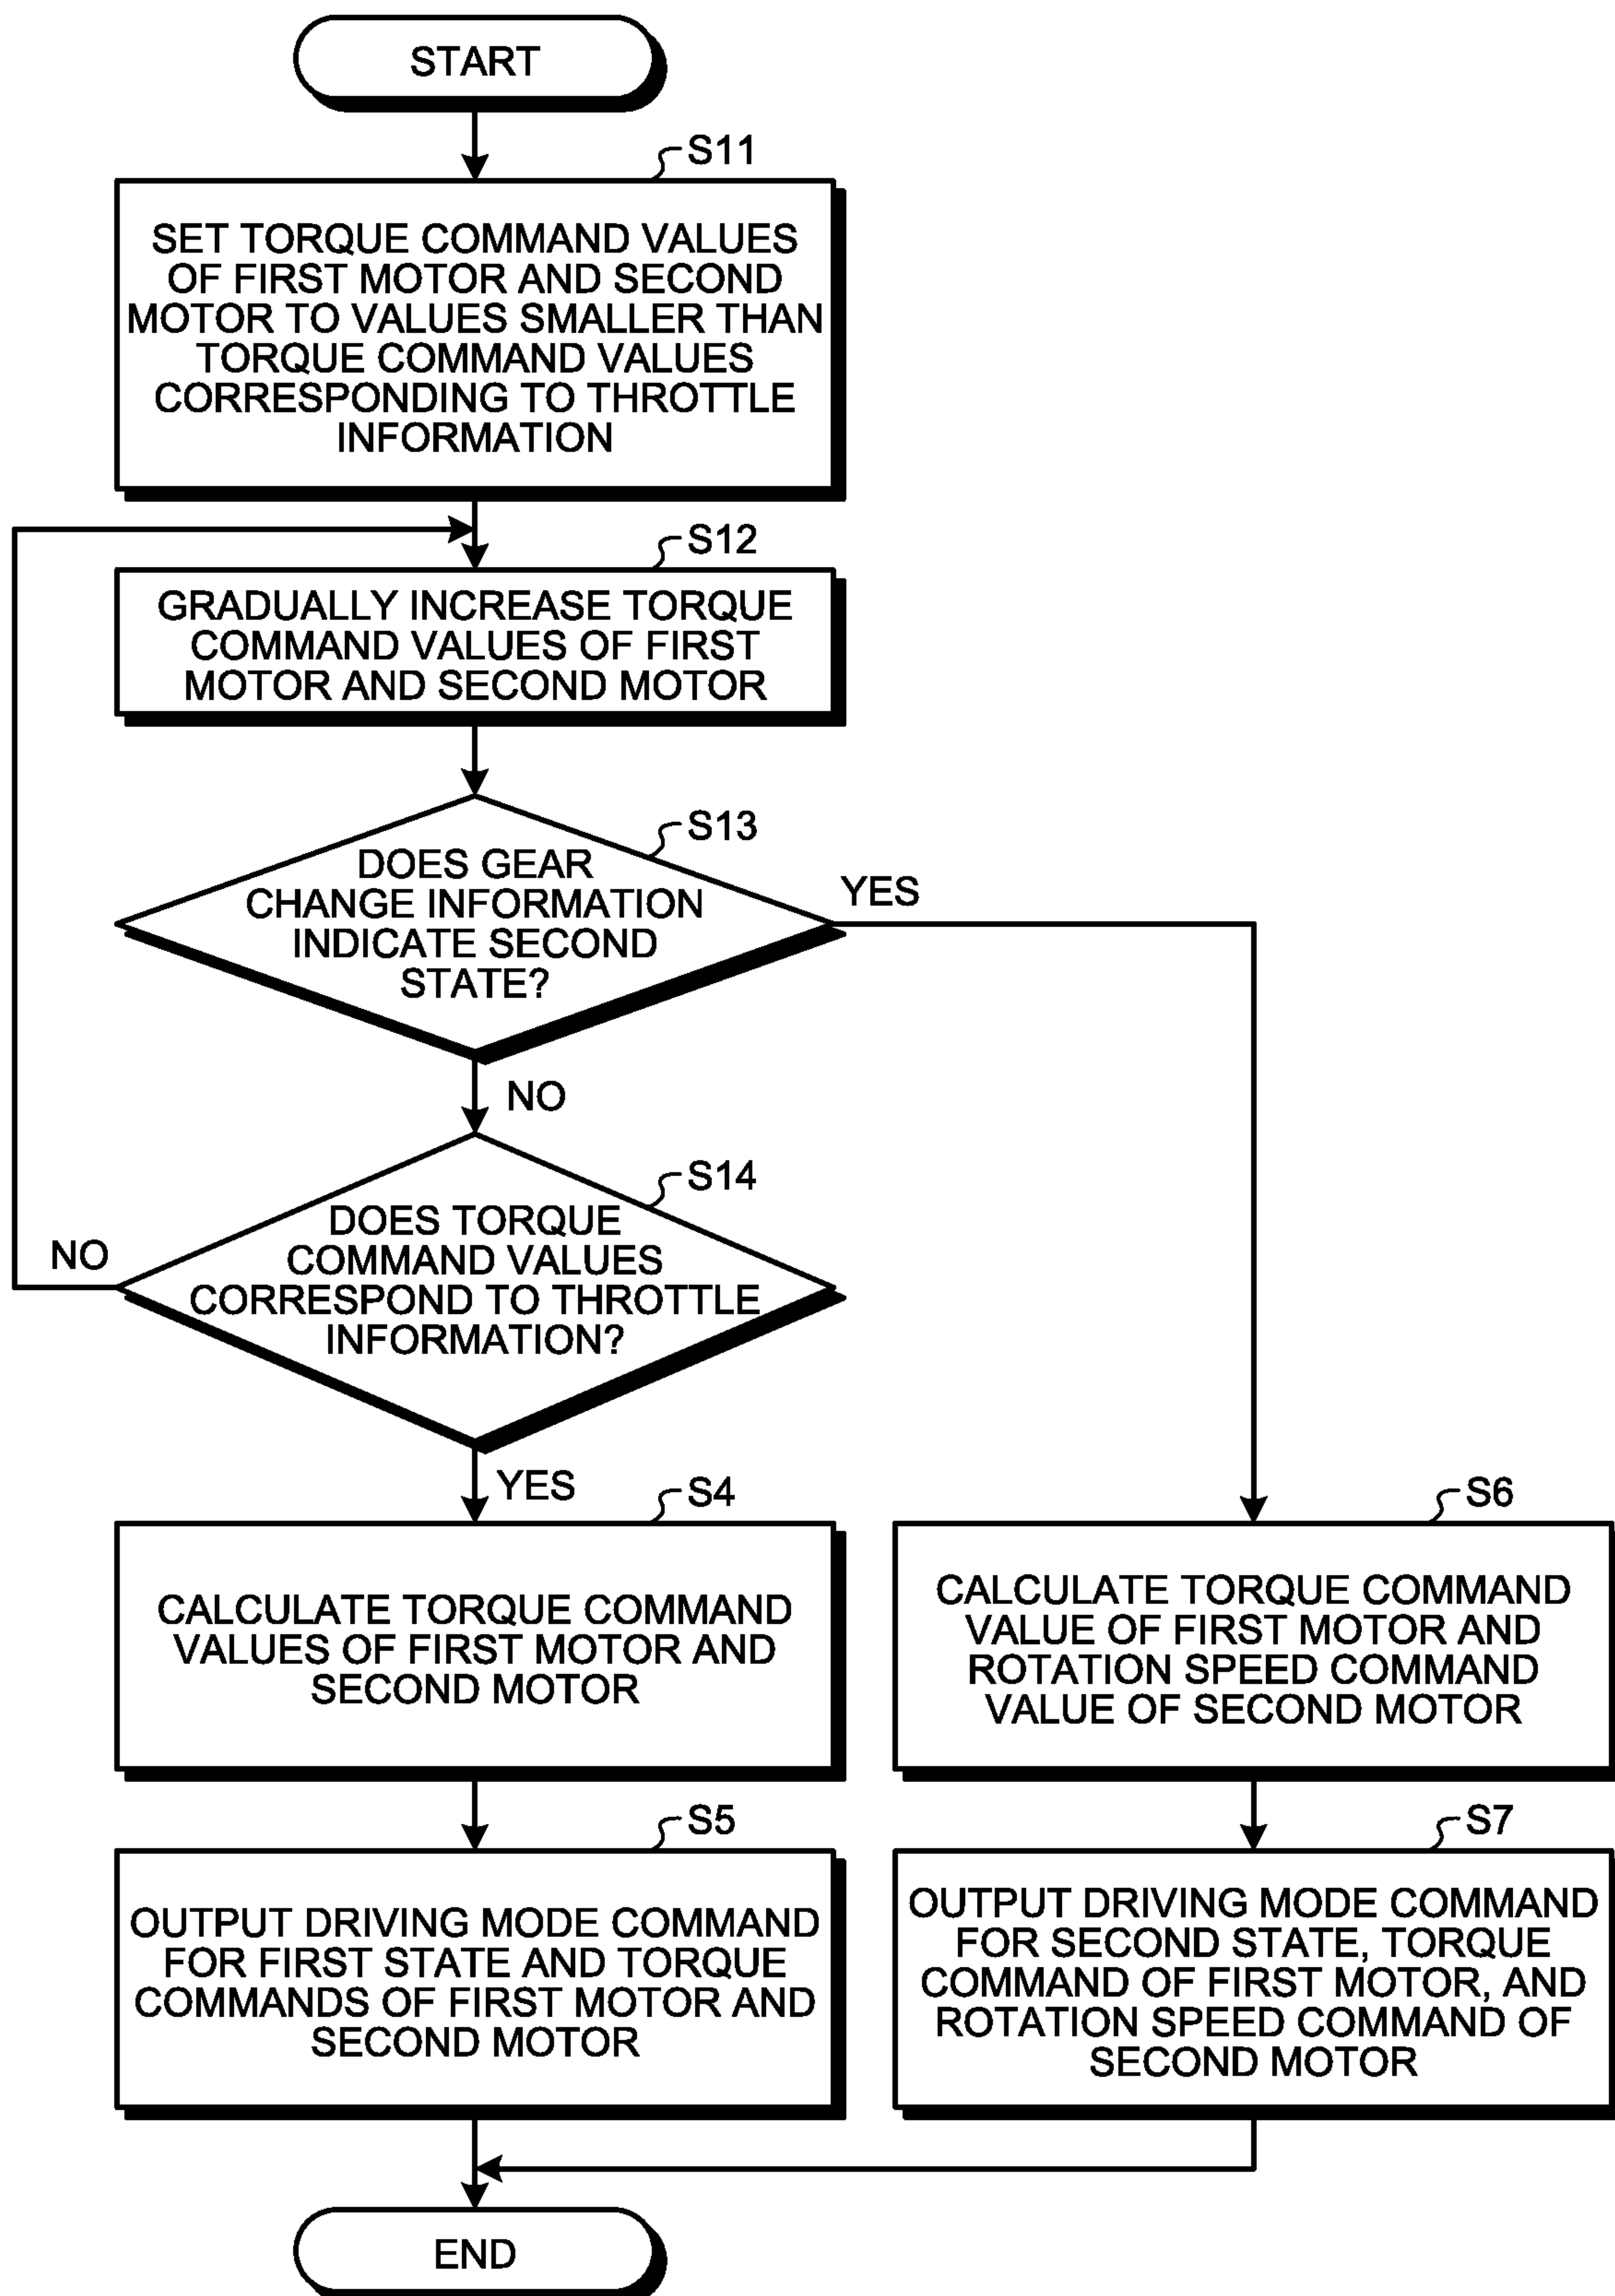 START
S11
SET TORQUE COMMAND VALUES
OF FIRST MOTOR AND SECOND
MOTOR TO VALUES SMALLER THAN
TORQUE COMMAND VALUES
CORRESPONDING TO THROTTLE
INFORMATION
S12
GRADUALLY INCREASE TORQUE
COMMAND VALUES OF FIRST
MOTOR AND SECOND MOTOR
S13
DOES GEAR
CHANGE INFORMATION
INDICATE SECOND
STATE?
YES
NO
S14
DOES TORQUE
COMMAND VALUES
CORRESPOND TO THROTTLE
INFORMATION?
NO
YES
S4
CALCULATE TORQUE COMMAND
VALUES OF FIRST MOTOR AND
SECOND MOTOR
S6
CALCULATE TORQUE COMMAND
VALUE OF FIRST MOTOR AND
ROTATION SPEED COMMAND
VALUE OF SECOND MOTOR
S5
OUTPUT DRIVING MODE COMMAND
FOR FIRST STATE AND TORQUE
COMMANDS OF FIRST MOTOR AND
SECOND MOTOR
S7
OUTPUT DRIVING MODE COMMAND
FOR SECOND STATE, TORQUE
COMMAND OF FIRST MOTOR, AND
ROTATION SPEED COMMAND OF
SECOND MOTOR
END